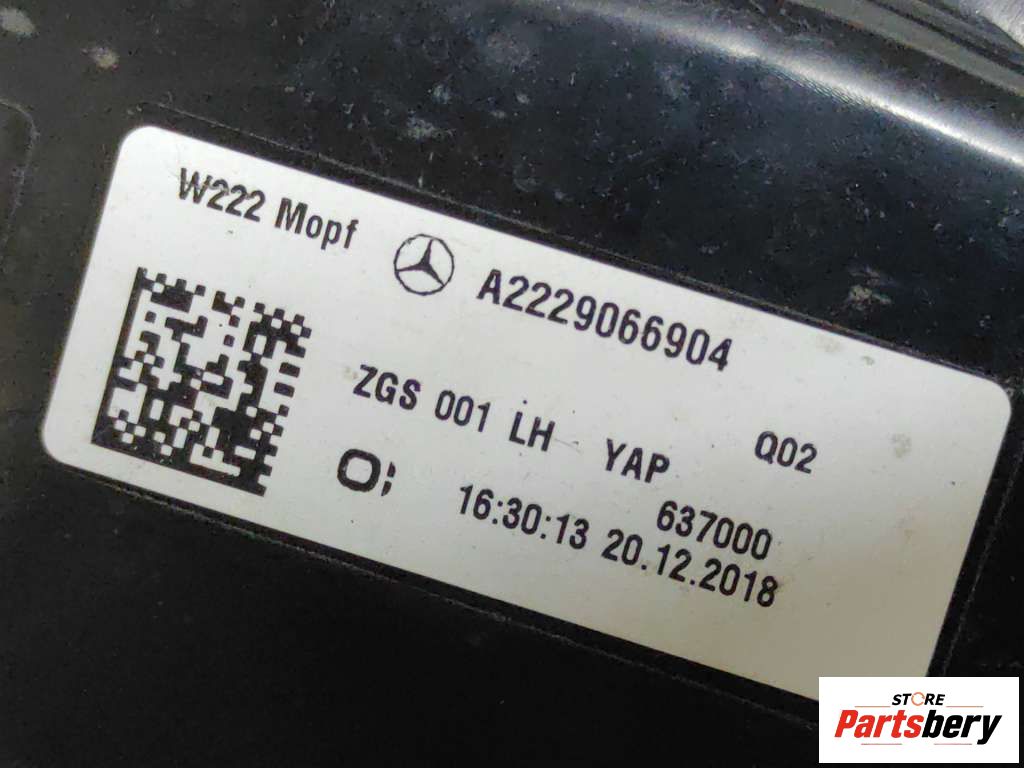 W222 Mopf
A2229066904
ZGS 001 LH YAP Q02
637000
16:30:13 20.12.2018
STORE
Partsbery